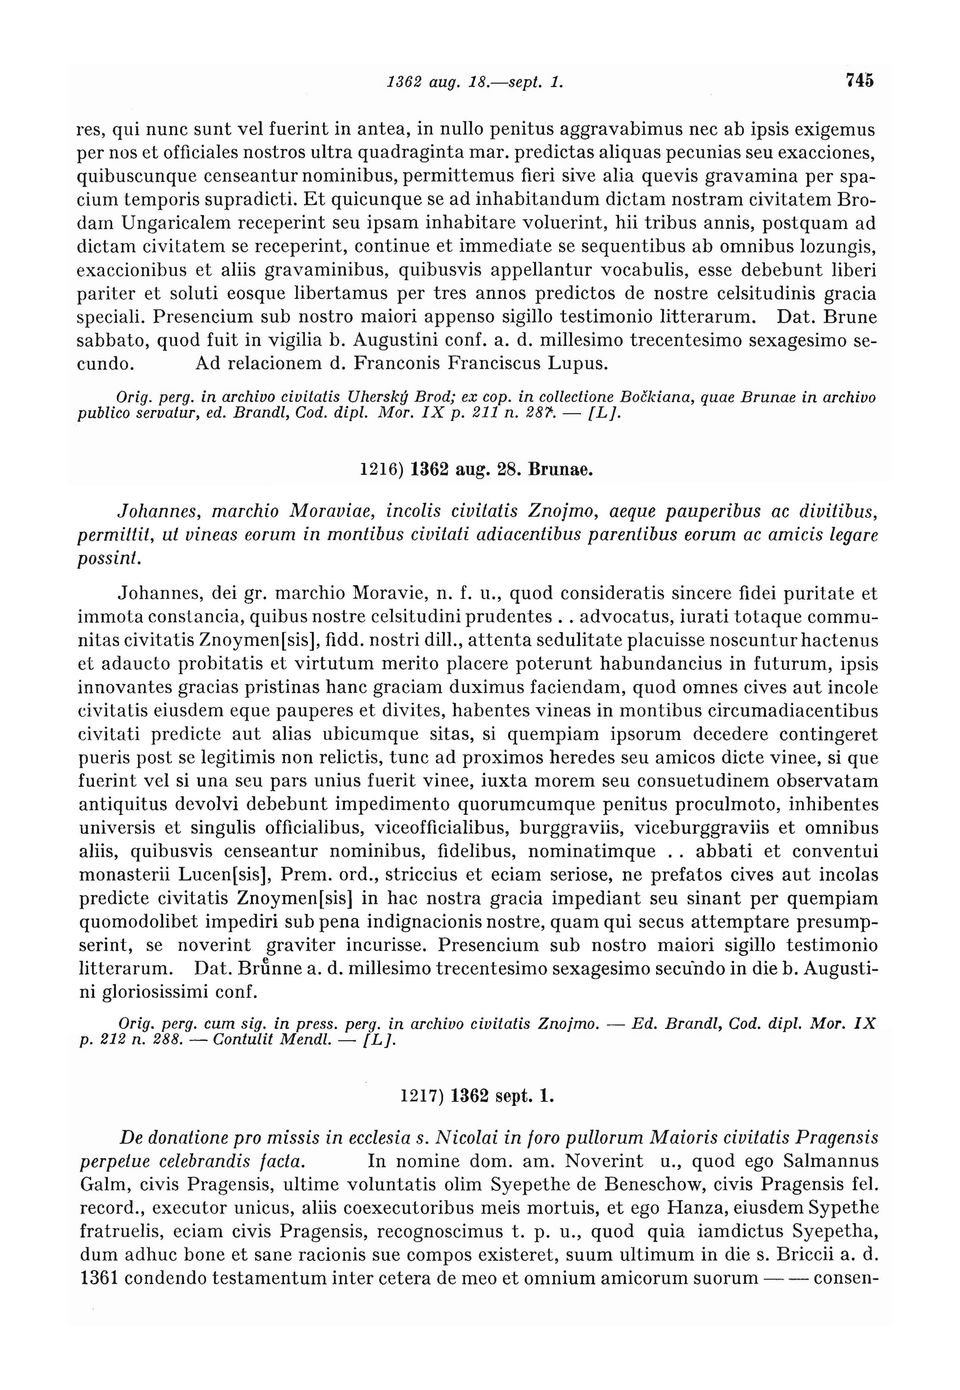 1362 aug. 18.—sept. 1. 745
res, qui nunc sunt vel fuerint in antea, in nullo penitus aggravabimus nec ab ipsis exigemus
per nos et officiales nostros ultra quadraginta mar. predictas aliquas pecunias seu exacciones,
quibuscunque censeantur nominibus, permittemus fieri sive alia quevis gravamina per spa-
cium temporis supradicti. Et quicunque se ad inhabitandum dictam nostram civitatem Bro-
dam Ungaricalem receperint seu ipsam inhabitare voluerint, hii tribus annis, postquam ad
dictam civitatem se receperint, continue et immediate se sequentibus ab omnibus lozungis,
exaccionibus et aliis gravaminibus, quibusvis appellantur vocabulis, esse debebunt liberi
pariter et soluti eosque libertamus per tres annos predictos de nostre celsitudinis gracia
speciali. Presencium sub nostro maiori appenso sigillo testimonio litterarum. Dat. Brune
sabbato, quod fuit in vigilia b. Augustini conf. a. d. millesimo trecentesimo sexagesimo se-
cundo. Ad relacionem d. Franconis Franciscus Lupus.
Orig. perg. in archivo civitatis Uherský Brod; ex cop. in collectione Bočkiana, quae Brunae in archivo
publico servatur, ed. Brandl, Cod. dipl. Mor. IX p. 211 n. 287. — [L].
1216) 1362 aug. 28. Brunae.
Johannes, marchio Moraviae, incolis civitatis Znojmo, aeque pauperibus ac divitibus,
permittit, ut vineas eorum in montibus civitati adiacentibus parentibus eorum ac amicis legare
possint.
Johannes, dei gr. marchio Moravie, n. f. u., quod consideratis sincere fidei puritate et
immota constancia, quibus nostre celsitudini prudentes . . advocatus, iurati totaque commu-
nitas civitatis Znoymen[sis], fidd. nostri dill., attenta sedulitate placuisse noscuntur hactenus
et adaucto probitatis et virtutum merito placere poterunt habundancius in futurum, ipsis
innovantes gracias pristinas hanc graciam duximus faciendam, quod omnes cives aut incole
civitatis eiusdem eque pauperes et divites, habentes vineas in montibus circumadiacentibus
civitati predicte aut alias ubicumque sitas, si quempiam ipsorum decedere contingeret
pueris post se legitimis non relictis, tunc ad proximos heredes seu amicos dicte vinee, si que
fuerint vel si una seu pars unius fuerit vinee, iuxta morem seu consuetudinem observatam
antiquitus devolvi debebunt impedimento quorumcumque penitus proculmoto, inhibentes
universis et singulis officialibus, viceofficialibus, burggraviis, viceburggraviis et omnibus
aliis, quibusvis censeantur nominibus, fidelibus, nominatimque . . abbati et conventui
monasterii Lucen[sis], Prem. ord., striccius et eciam seriose, ne prefatos cives aut incolas
predicte civitatis Znoymen[sis] in hac nostra gracia impediant seu sinant per quempiam
quomodolibet impediri sub pena indignacionis nostre, quam qui secus attemptare presump-
serint, se noverint graviter incurisse. Presencium sub nostro maiori sigillo testimonio
litterarum. Dat. Bruͤnne a. d. millesimo trecentesimo sexagesimo secundo in die b. Augusti-
ni gloriosissimi conf.
Orig. perg. cum sig. in press. perg. in archivo civitatis Znojmo. — Ed. Brandl, Cod. dipl. Mor. IX
p. 212 n. 288. — Contulit Mendl. — [L].
1217) 1362 sept. 1.
De donatione pro missis in ecclesia s. Nicolai in foro pullorum Maioris civitatis Pragensis
perpetue celebrandis facta. In nomine dom. am. Noverint u., quod ego Salmannus
Galm, civis Pragensis, ultime voluntatis olim Syepethe de Beneschow, civis Pragensis fel.
record., executor unicus, aliis coexecutoribus meis mortuis, et ego Hanza, eiusdem Sypethe
fratruelis, eciam civis Pragensis, recognoscimus t. p. u., quod quia iamdictus Syepetha,
dum adhuc bone et sane racionis sue compos existeret, suum ultimum in die s. Briccii a. d.
1361 condendo testamentum inter cetera de meo et omnium amicorum suorum — — consen-